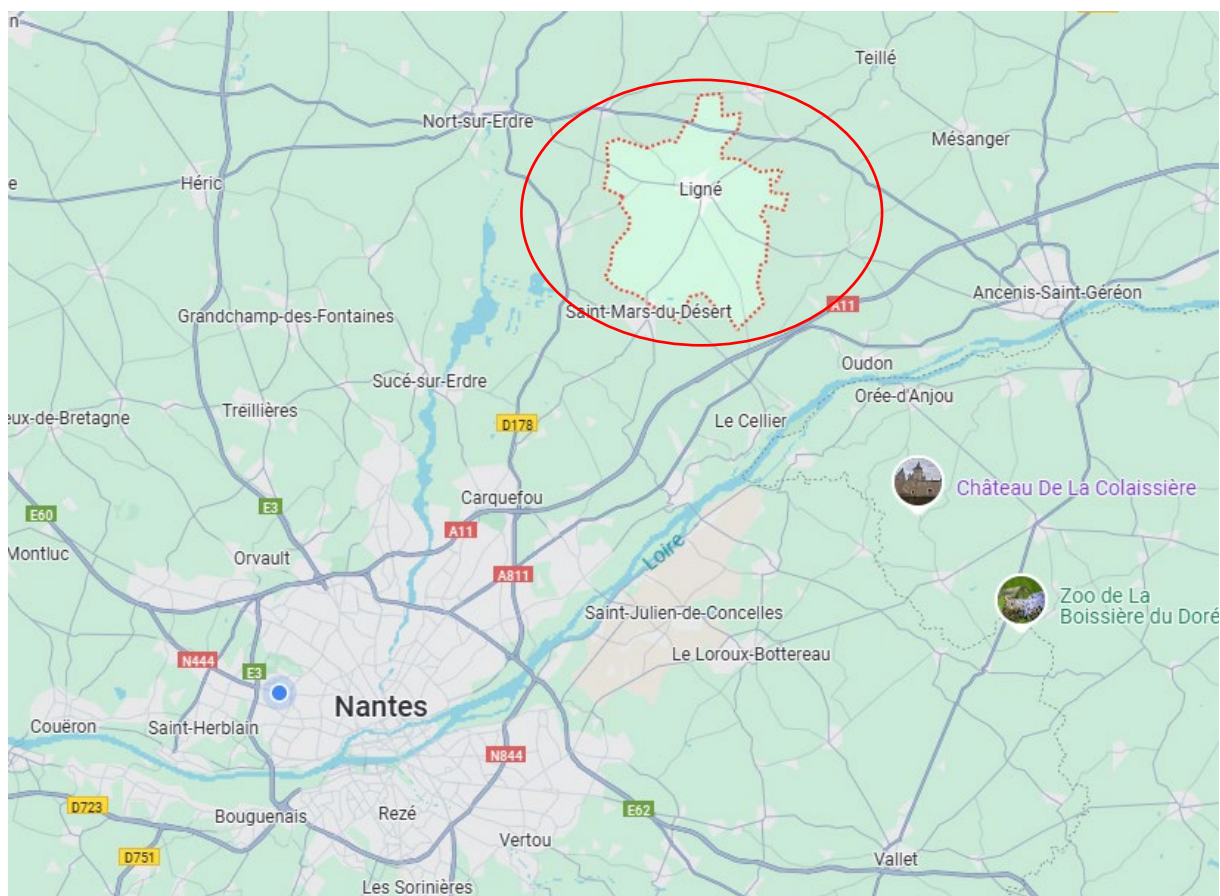 Teillé
Nort-sur-Erdre
Mésanger
Héric
Ligné
Ancenis-Saint-Géréon
A11
Grandchamp-des-Fontaines
Saint-Mars-du-Désert
Oudon
Sucé-sur-Erdre
Orée-d'Anjou
Treillières
eux-de-Bretagne
D178
Le Cellier
Château De La Colaissière
Carquefou
E3
E60
A11
Montluc
Orvault
Loire
A811
Zoo de La
Boissière du Doré
Saint-Julien-de-Concelles
Le Loroux-Bottereau
N444
E3
Nantes
Couëron
Saint-Herblain
N844
D723
Bouguenais
Rezé
E62
Vertou
D751
Vallet
Les Sorinières